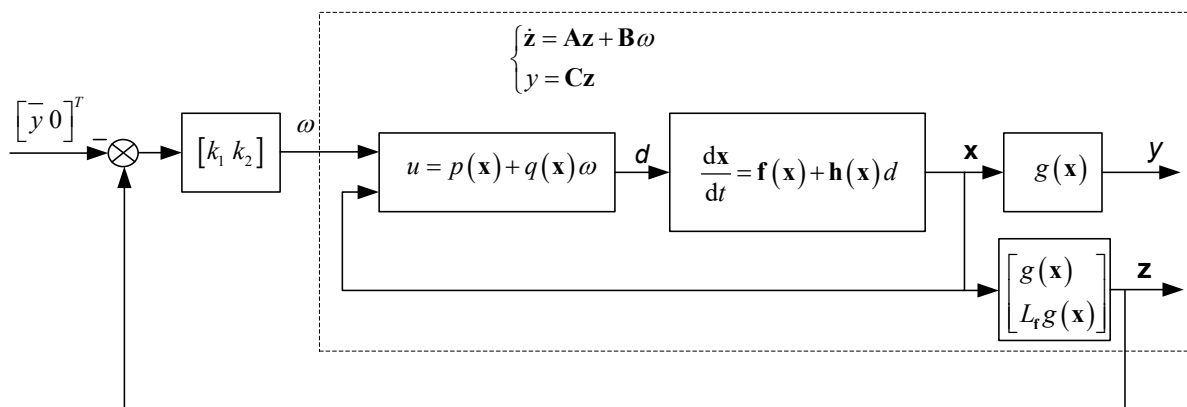 ż = Az + Bω
y = Cz
[y̅ 0]ᵀ
−
[k₁ k₂]
ω
u = p(x) + q(x)ω
d
dx/dt = f(x) + h(x)d
x
g(x)
y
g(x)
L_f g(x)
z